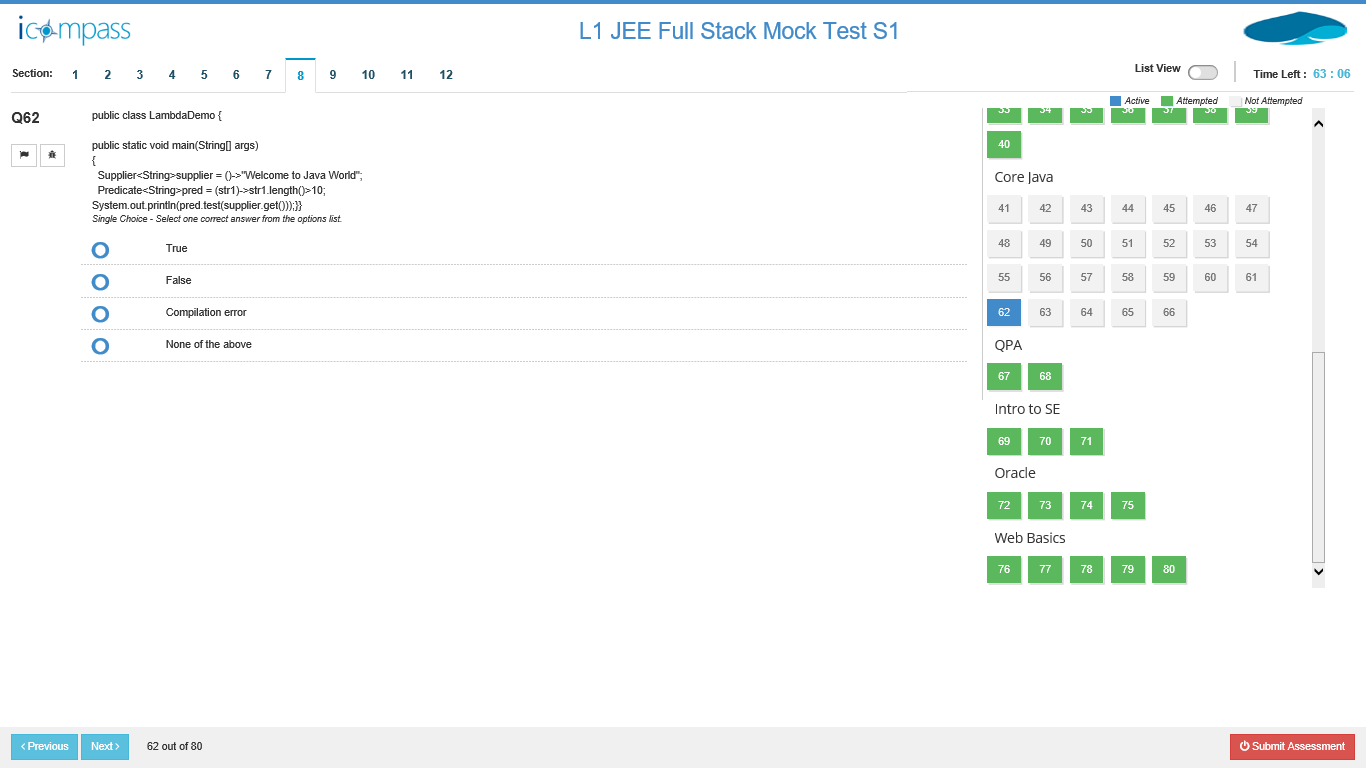 icompass
L1 JEE Full Stack Mock Test S1
Section: 1 2 3 4 5 6 7 8 9 10 11 12
List View
Time Left : 63 : 06
Active Attempted Not Attempted
Q62
public class LambdaDemo {
public static void main(String[] args)
{
Supplier<String>supplier = ()->"Welcome to Java World";
Predicate<String>pred = (str1)->str1.length()>10;
System.out.println(pred.test(supplier.get()));}}
Single Choice - Select one correct answer from the options list.
True
False
Compilation error
None of the above
33 34 35 36 37 38 39
40
Core Java
41 42 43 44 45 46 47
48 49 50 51 52 53 54
55 56 57 58 59 60 61
62 63 64 65 66
QPA
67 68
Intro to SE
69 70 71
Oracle
72 73 74 75
Web Basics
76 77 78 79 80
Previous Next 62 out of 80
Submit Assessment